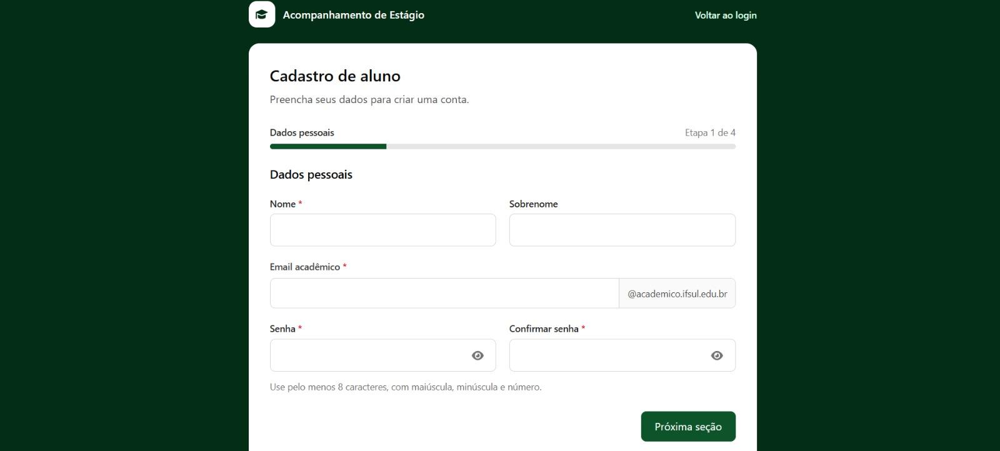 Acompanhamento de Estágio
Voltar ao login
Cadastro de aluno
Preencha seus dados para criar uma conta.
Dados pessoais
Etapa 1 de 4
Dados pessoais
Nome *
Sobrenome
Email acadêmico *
@academico.ifsul.edu.br
Senha *
Confirmar senha *
Use pelo menos 8 caracteres, com maiúscula, minúscula e número.
Próxima seção